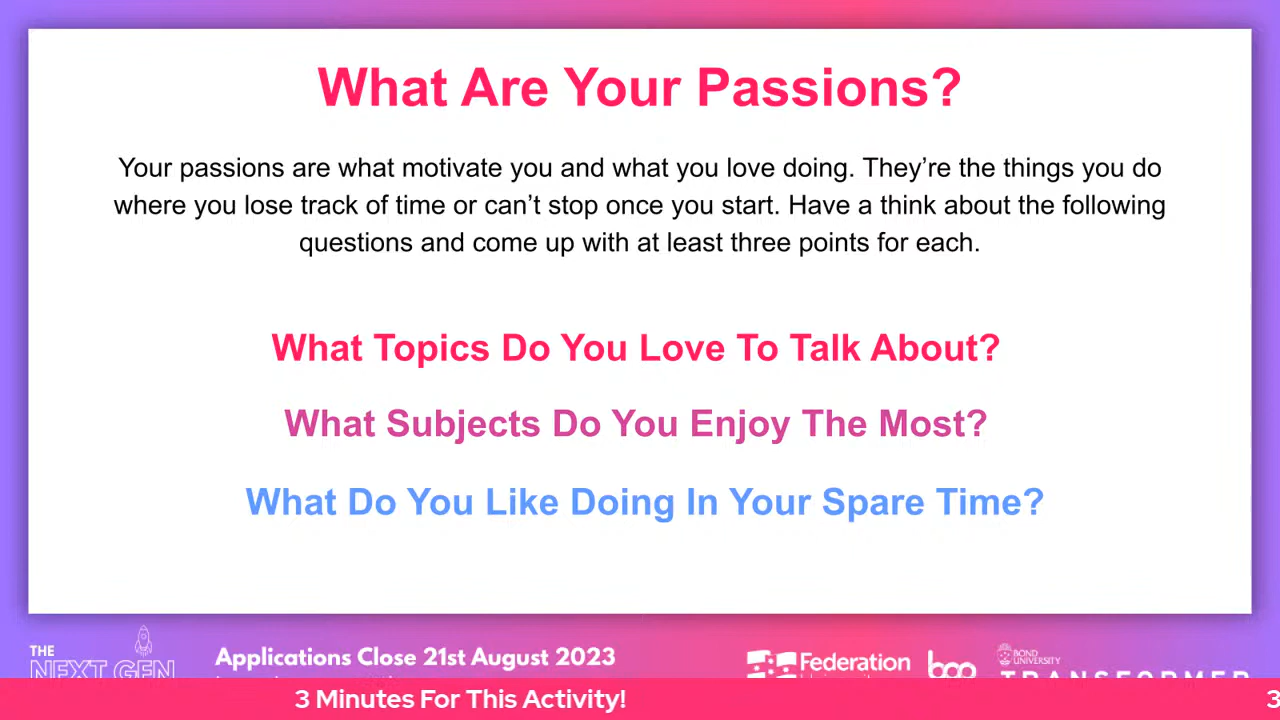 What Are Your Passions?
Your passions are what motivate you and what you love doing. They’re the things you do
where you lose track of time or can’t stop once you start. Have a think about the following
questions and come up with at least three points for each.
What Topics Do You Love To Talk About?
What Subjects Do You Enjoy The Most?
What Do You Like Doing In Your Spare Time?
THE
NEXT GEN
Applications Close 21st August 2023
Federation
BOND
UNIVERSITY
TRANSFORMER
3 Minutes For This Activity!
3